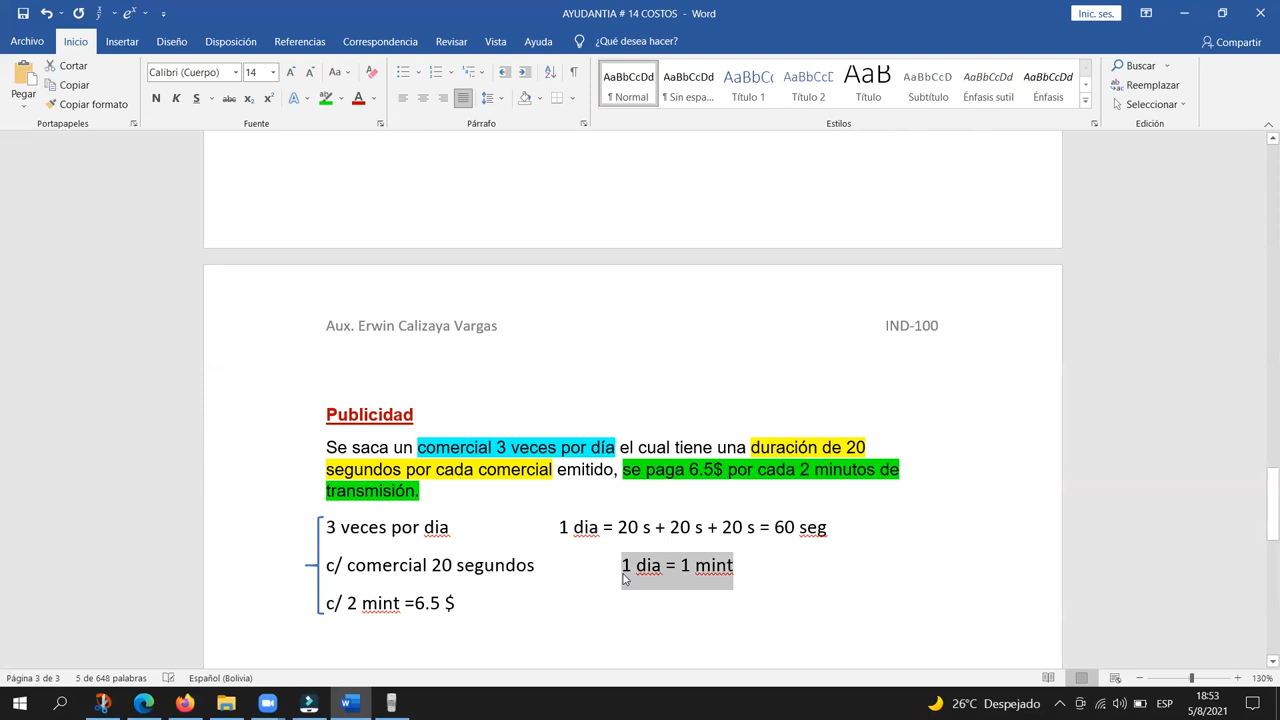 AYUDANTIA # 14 COSTOS - Word
Inic. ses.
Archivo Inicio Insertar Diseño Disposición Referencias Correspondencia Revisar Vista Ayuda ¿Qué desea hacer? Compartir
Pegar
Cortar
Copiar
Copiar formato
Portapapeles
Calibri (Cuerpo) 14
Fuente
Párrafo
AaBbCcDd AaBbCcDd AaBbCc AaBbCcD AaB AaBbCcD AaBbCcDd AaBbCcDd
¶ Normal ¶ Sin espa... Título 1 Título 2 Título Subtítulo Énfasis sutil Énfasis
Estilos
Buscar
Reemplazar
Seleccionar
Edición
Aux. Erwin Calizaya Vargas IND-100
Publicidad
Se saca un comercial 3 veces por día el cual tiene una duración de 20
segundos por cada comercial emitido, se paga 6.5$ por cada 2 minutos de
transmisión.
3 veces por dia 1 dia = 20 s + 20 s + 20 s = 60 seg
c/ comercial 20 segundos 1 dia = 1 mint
c/ 2 mint =6.5 $
Página 3 de 3 5 de 648 palabras Español (Bolivia) 130%
26°C Despejado ESP 18:53
5/8/2021